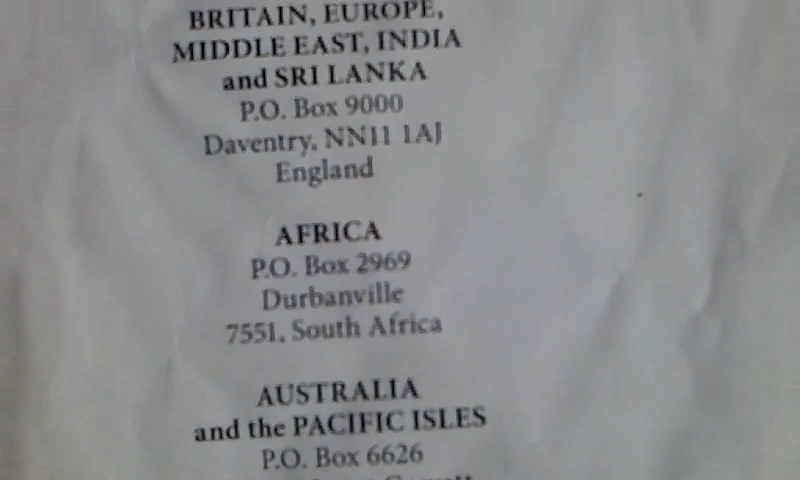 BRITAIN, EUROPE,
MIDDLE EAST, INDIA
and SRI LANKA
P.O. Box 9000
Daventry, NN11 1AJ
England
AFRICA
P.O. Box 2969
Durbanville
7551, South Africa
AUSTRALIA
and the PACIFIC ISLES
P.O. Box 6626